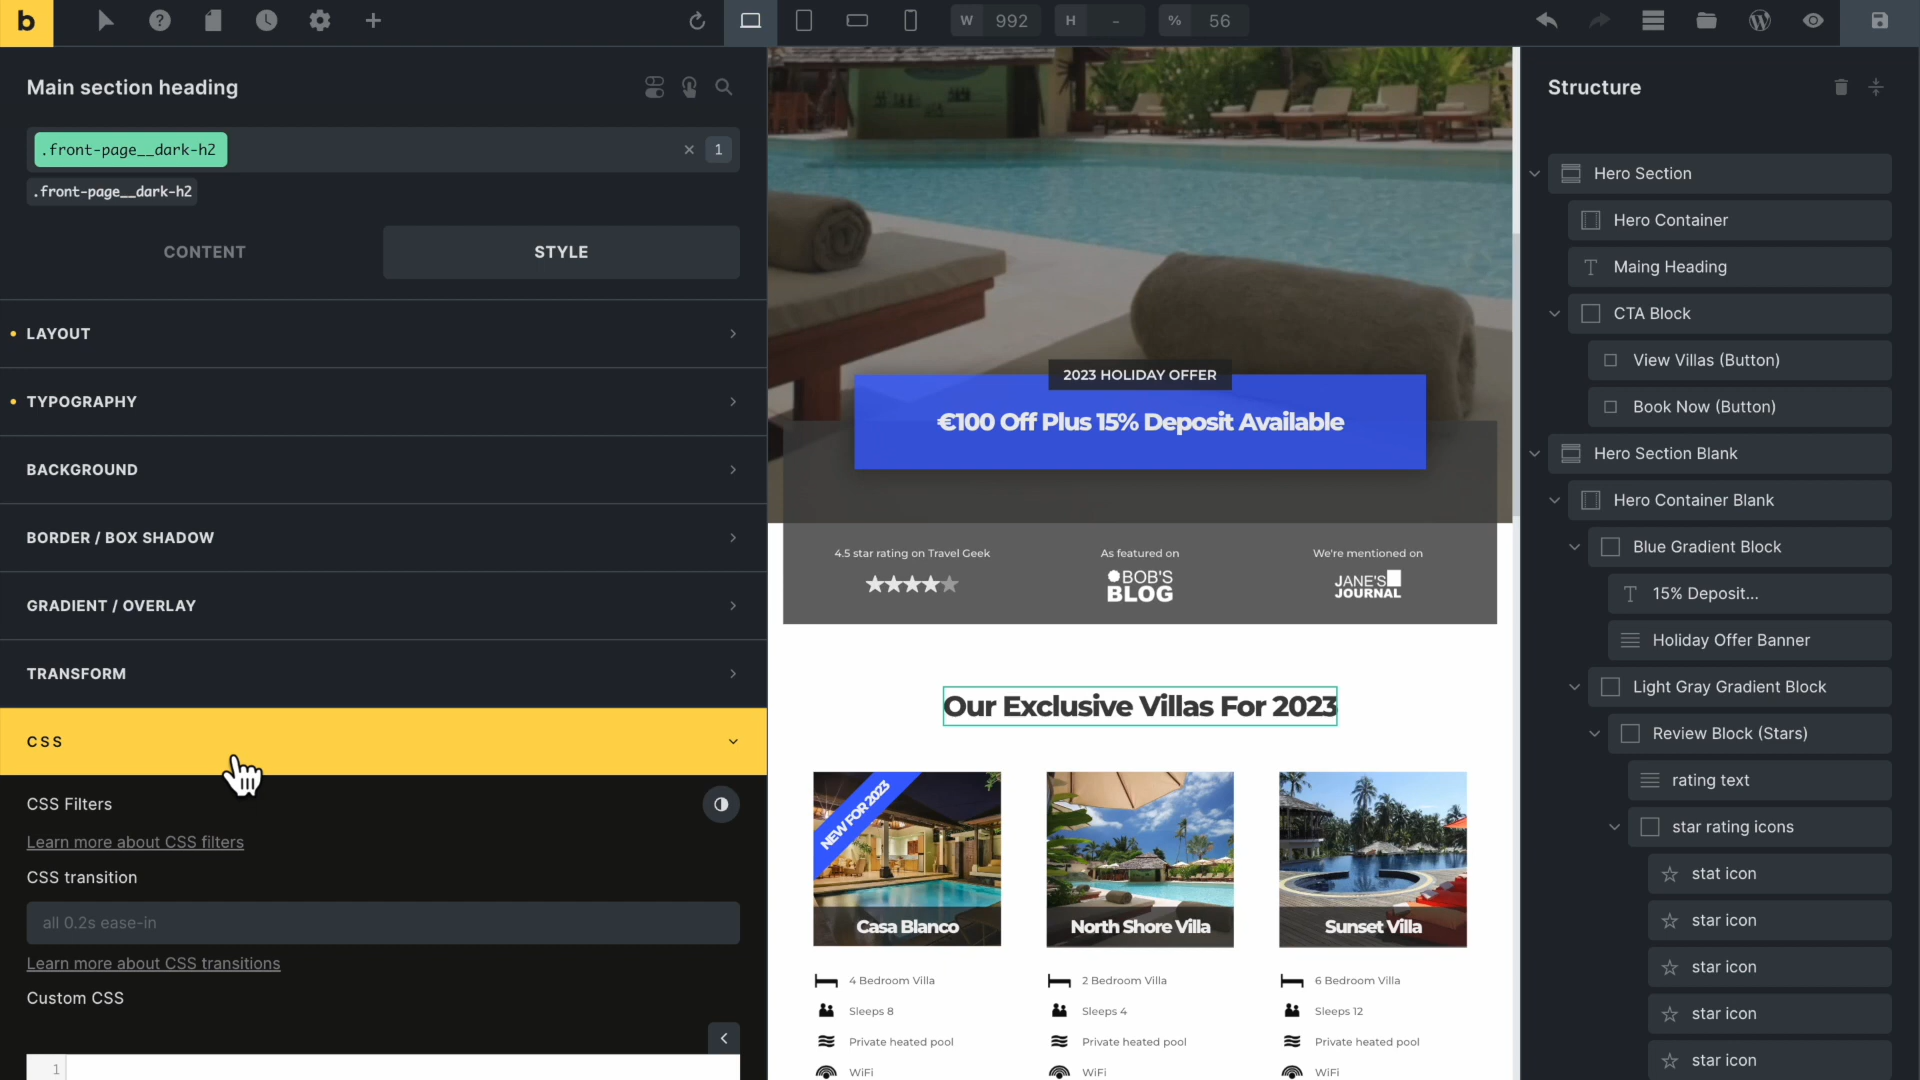 b
W 992 H - % 56
Main section heading
.front-page__dark-h2 × 1
.front-page__dark-h2
CONTENT
STYLE
LAYOUT
TYPOGRAPHY
BACKGROUND
BORDER / BOX SHADOW
GRADIENT / OVERLAY
TRANSFORM
CSS
CSS Filters
Learn more about CSS filters
CSS transition
all 0.2s ease-in
Learn more about CSS transitions
Custom CSS
1
2023 HOLIDAY OFFER
€100 Off Plus 15% Deposit Available
4.5 star rating on Travel Geek
As featured on
BOB'S
BLOG
We're mentioned on
JANE'S
JOURNAL
Our Exclusive Villas For 2023
NEW FOR 2023
Casa Blanco
4 Bedroom Villa
Sleeps 8
Private heated pool
WiFi
North Shore Villa
2 Bedroom Villa
Sleeps 4
Private heated pool
WiFi
Sunset Villa
6 Bedroom Villa
Sleeps 12
Private heated pool
WiFi
Structure
Hero Section
Hero Container
Maing Heading
CTA Block
View Villas (Button)
Book Now (Button)
Hero Section Blank
Hero Container Blank
Blue Gradient Block
15% Deposit...
Holiday Offer Banner
Light Gray Gradient Block
Review Block (Stars)
rating text
star rating icons
stat icon
star icon
star icon
star icon
star icon